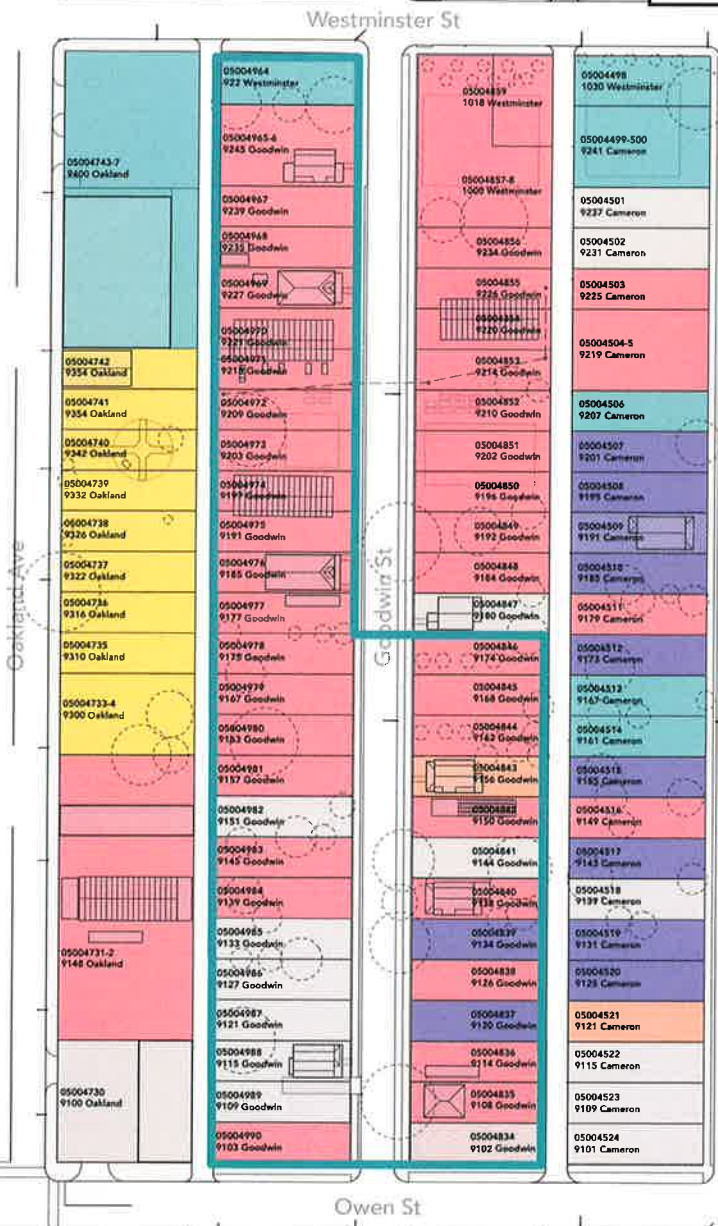 Westminster St
Oakland Ave
05004743-7
9400 Oakland
05004742
9354 Oakland
05004741
9354 Oakland
05004740
9342 Oakland
05004739
9332 Oakland
05004738
9326 Oakland
05004737
9322 Oakland
05004736
9316 Oakland
05004735
9310 Oakland
05004733-4
9300 Oakland
05004731-2
9148 Oakland
05004730
9100 Oakland
05004964
922 Westminster
05004965-6
9245 Goodwin
05004967
9239 Goodwin
05004968
9235 Goodwin
05004969
9227 Goodwin
05004970
9221 Goodwin
05004971
9215 Goodwin
05004972
9209 Goodwin
05004973
9203 Goodwin
05004974
9197 Goodwin
05004975
9191 Goodwin
05004976
9185 Goodwin
05004977
9177 Goodwin
05004978
9175 Goodwin
05004979
9167 Goodwin
05004980
9163 Goodwin
05004981
9157 Goodwin
05004982
9151 Goodwin
05004983
9145 Goodwin
05004984
9139 Goodwin
05004985
9133 Goodwin
05004986
9127 Goodwin
05004987
9121 Goodwin
05004988
9115 Goodwin
05004989
9109 Goodwin
05004990
9103 Goodwin
Goodwin St
05004859
1018 Westminster
05004857-8
1000 Westminster
05004856
9234 Goodwin
05004855
9226 Goodwin
9220 Goodwin
05004853
9214 Goodwin
05004852
9210 Goodwin
05004851
9202 Goodwin
05004850
9196 Goodwin
05004849
9192 Goodwin
05004848
9184 Goodwin
05004847
9180 Goodwin
05004846
9174 Goodwin
05004845
9168 Goodwin
05004844
9162 Goodwin
05004843
9156 Goodwin
05004842
9150 Goodwin
05004841
9144 Goodwin
05004840
9138 Goodwin
05004839
9134 Goodwin
05004838
9126 Goodwin
05004837
9120 Goodwin
05004836
9114 Goodwin
05004835
9108 Goodwin
05004834
9102 Goodwin
05004498
1030 Westminster
05004499-500
9241 Cameron
05004501
9237 Cameron
05004502
9231 Cameron
05004503
9225 Cameron
05004504-5
9219 Cameron
05004506
9207 Cameron
05004507
9201 Cameron
05004508
9195 Cameron
05004509
9191 Cameron
05004510
9185 Cameron
05004511
9179 Cameron
05004512
9173 Cameron
05004513
9167 Cameron
05004514
9161 Cameron
05004515
9155 Cameron
05004516
9149 Cameron
05004517
9143 Cameron
05004518
9139 Cameron
05004519
9131 Cameron
05004520
9125 Cameron
05004521
9121 Cameron
05004522
9115 Cameron
05004523
9109 Cameron
05004524
9101 Cameron
Owen St